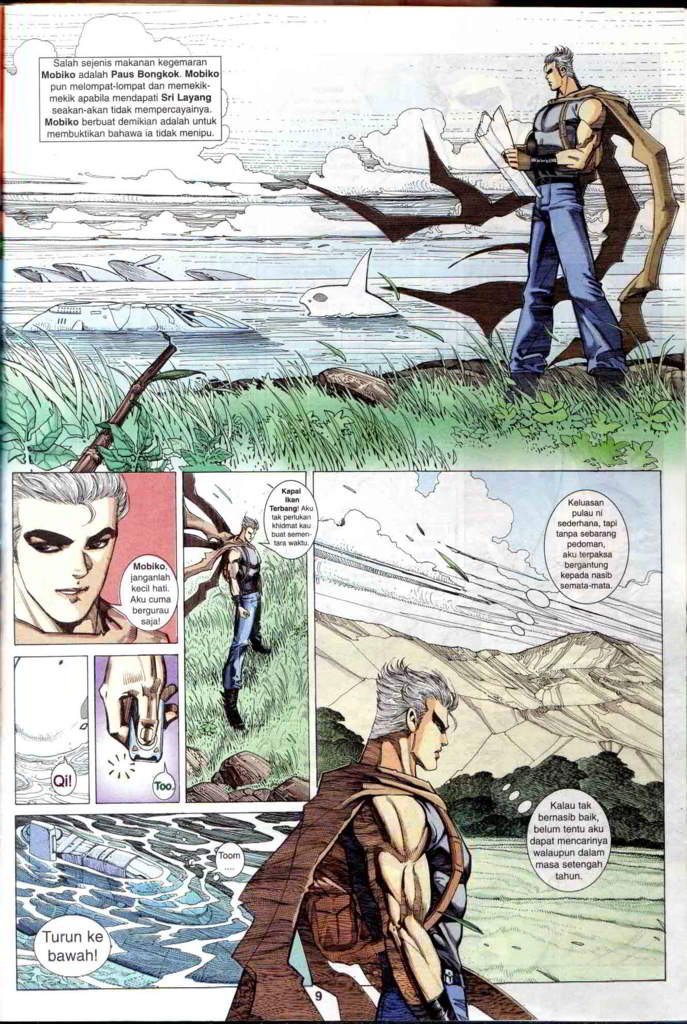 Salah sejenis makanan kegemaran
Mobiko adalah Paus Bongkok. Mobiko
pun melompat-lompat dan memekik-
mekik apabila mendapati Sri Layang
seakan-akan tidak mempercayainya.
Mobiko berbuat demikian adalah untuk
membuktikan bahawa ia tidak menipu.
Mobiko,
janganlah
kecil hati.
Aku cuma
bergurau
saja!
Kapal
Ikan
Terbang! Aku
tak perlukan
khidmat kau
buat semen-
tara waktu.
Keluasan
pulau ni
sederhana, tapi
tanpa sebarang
pedoman,
aku terpaksa
bergantung
kepada nasib
semata-mata.
Qi!
Too.
Toom
....
Turun ke
bawah!
Kalau tak
bernasib baik,
belum tentu aku
dapat mencarinya
walaupun dalam
masa setengah
tahun.
9